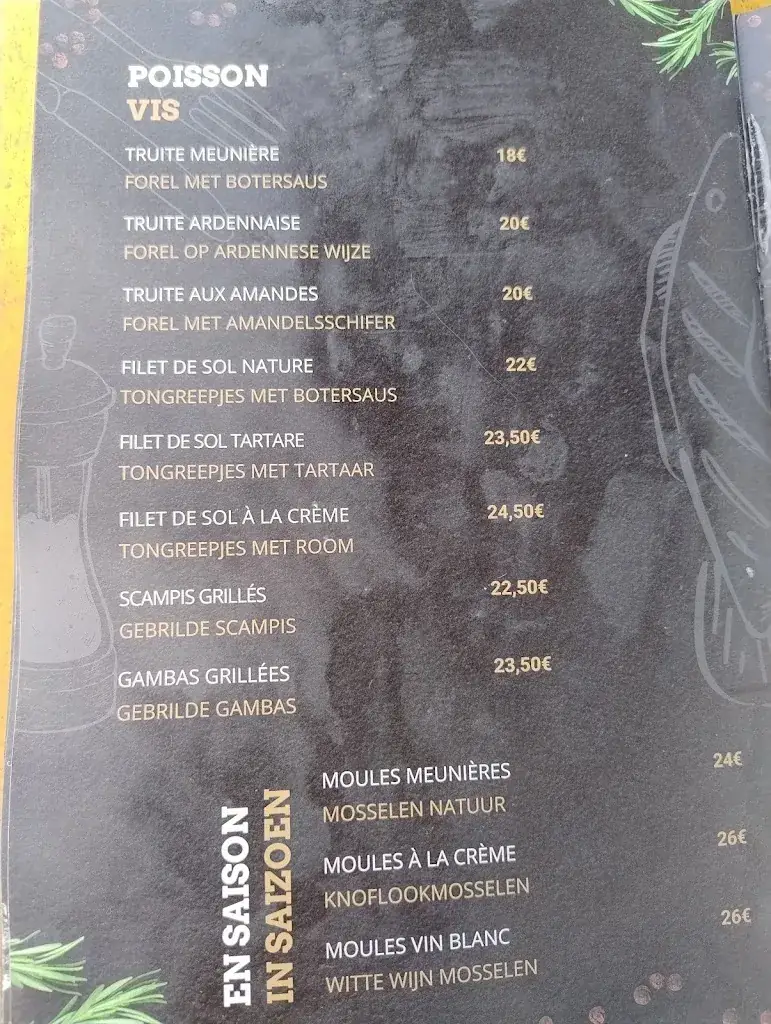 POISSON
VIS
TRUITE MEUNIÈRE 18€
FOREL MET BOTERSAUS
TRUITE ARDENNAISE 20€
FOREL OP ARDENNESE WIJZE
TRUITE AUX AMANDES 20€
FOREL MET AMANDELSSCHIFER
FILET DE SOL NATURE 22€
TONGREEPJES MET BOTERSAUS
FILET DE SOL TARTARE 23,50€
TONGREEPJES MET TARTAAR
FILET DE SOL À LA CRÈME 24,50€
TONGREEPJES MET ROOM
SCAMPIS GRILLÉS 22,50€
GEBRILDE SCAMPIS
GAMBAS GRILLÉES 23,50€
GEBRILDE GAMBAS
EN SAISON
IN SAIZOEN
MOULES MEUNIÈRES 24€
MOSSELEN NATUUR
MOULES À LA CRÈME 26€
KNOFLOOKMOSSELEN
MOULES VIN BLANC 26€
WITTE WIJN MOSSELEN